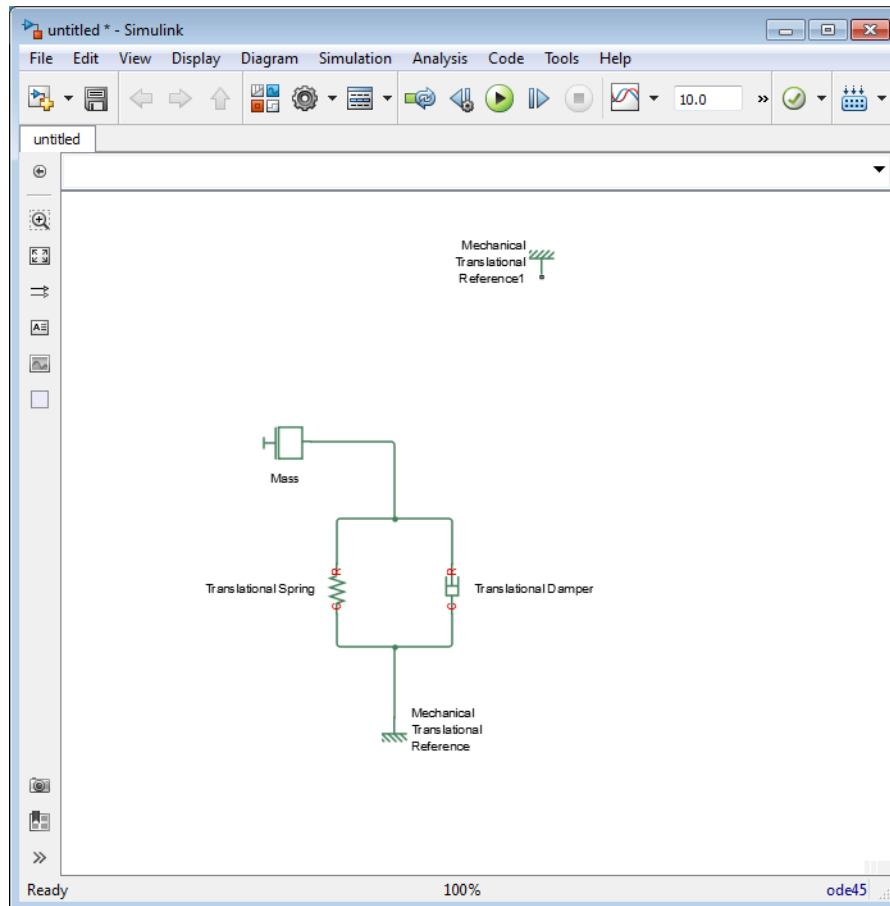 untitled * - Simulink
File Edit View Display Diagram Simulation Analysis Code Tools Help
10.0 »
untitled
Mechanical
Translational
Reference1
Mass
R R
Translational Spring Translational Damper
C C
Mechanical
Translational
Reference
Ready 100% ode45